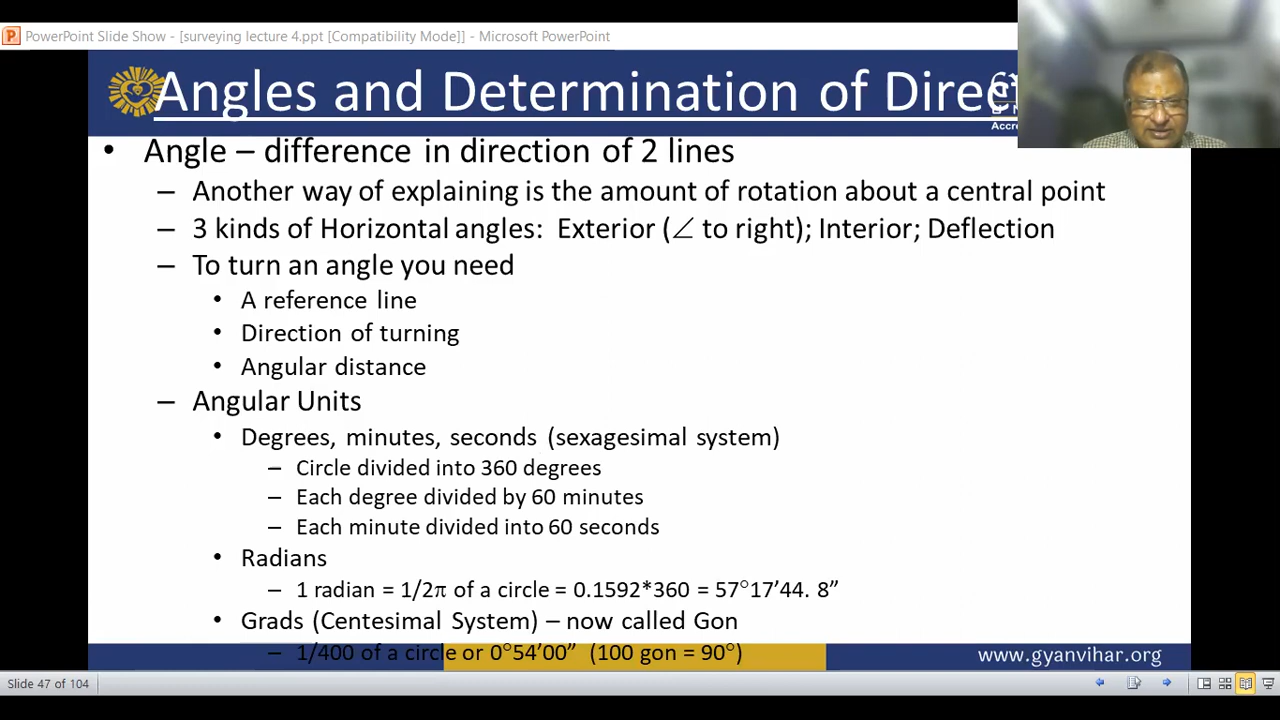 PowerPoint Slide Show - [surveying lecture 4.ppt [Compatibility Mode]] - Microsoft PowerPoint
Angles and Determination of Direc
Accre
• Angle – difference in direction of 2 lines
– Another way of explaining is the amount of rotation about a central point
– 3 kinds of Horizontal angles: Exterior (∠ to right); Interior; Deflection
– To turn an angle you need
• A reference line
• Direction of turning
• Angular distance
– Angular Units
• Degrees, minutes, seconds (sexagesimal system)
– Circle divided into 360 degrees
– Each degree divided by 60 minutes
– Each minute divided into 60 seconds
• Radians
– 1 radian = 1/2π of a circle = 0.1592*360 = 57°17’44. 8”
• Grads (Centesimal System) – now called Gon
– 1/400 of a circle or 0°54’00” (100 gon = 90°)
www.gyanvihar.org
Slide 47 of 104